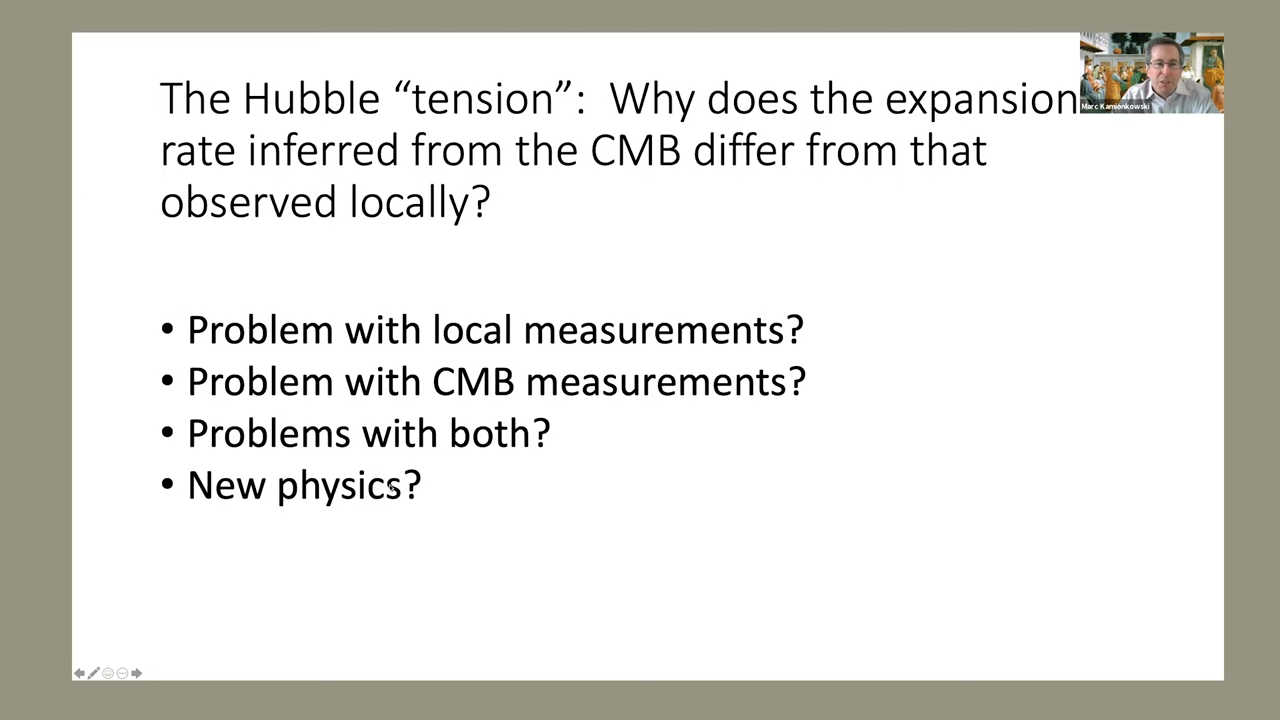 The Hubble “tension”:  Why does the expansion
rate inferred from the CMB differ from that
observed locally?
Marc Kamionkowski
• Problem with local measurements?
• Problem with CMB measurements?
• Problems with both?
• New physics?